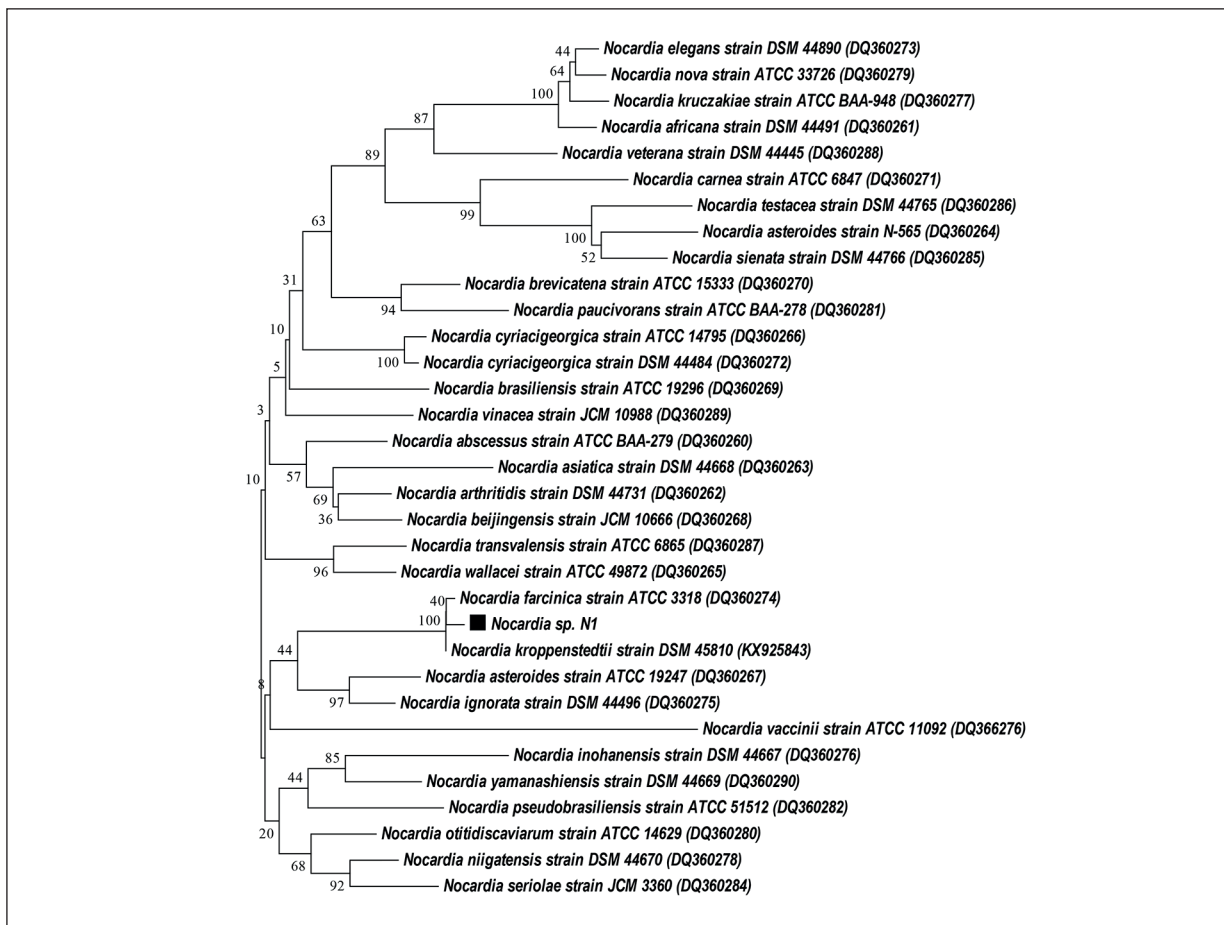 44 Nocardia elegans strain DSM 44890 (DQ360273)
64 Nocardia nova strain ATCC 33726 (DQ360279)
100 Nocardia kruczakiae strain ATCC BAA-948 (DQ360277)
87 Nocardia africana strain DSM 44491 (DQ360261)
89 Nocardia veterana strain DSM 44445 (DQ360288)
Nocardia carnea strain ATCC 6847 (DQ360271)
99 Nocardia testacea strain DSM 44765 (DQ360286)
63 100 Nocardia asteroides strain N-565 (DQ360264)
52 Nocardia sienata strain DSM 44766 (DQ360285)
31 Nocardia brevicatena strain ATCC 15333 (DQ360270)
94 Nocardia paucivorans strain ATCC BAA-278 (DQ360281)
10 Nocardia cyriacigeorgica strain ATCC 14795 (DQ360266)
100 Nocardia cyriacigeorgica strain DSM 44484 (DQ360272)
5 Nocardia brasiliensis strain ATCC 19296 (DQ360269)
3 Nocardia vinacea strain JCM 10988 (DQ360289)
Nocardia abscessus strain ATCC BAA-279 (DQ360260)
10 57 Nocardia asiatica strain DSM 44668 (DQ360263)
69 Nocardia arthritidis strain DSM 44731 (DQ360262)
36 Nocardia beijingensis strain JCM 10666 (DQ360268)
Nocardia transvalensis strain ATCC 6865 (DQ360287)
96 Nocardia wallacei strain ATCC 49872 (DQ360265)
40 Nocardia farcinica strain ATCC 3318 (DQ360274)
100 Nocardia sp. N1
44 Nocardia kroppenstedtii strain DSM 45810 (KX925843)
8 Nocardia asteroides strain ATCC 19247 (DQ360267)
97 Nocardia ignorata strain DSM 44496 (DQ360275)
Nocardia vaccinii strain ATCC 11092 (DQ366276)
85 Nocardia inohanensis strain DSM 44667 (DQ360276)
44 Nocardia yamanashiensis strain DSM 44669 (DQ360290)
Nocardia pseudobrasiliensis strain ATCC 51512 (DQ360282)
20 Nocardia otitidiscaviarum strain ATCC 14629 (DQ360280)
68 Nocardia niigatensis strain DSM 44670 (DQ360278)
92 Nocardia seriolae strain JCM 3360 (DQ360284)